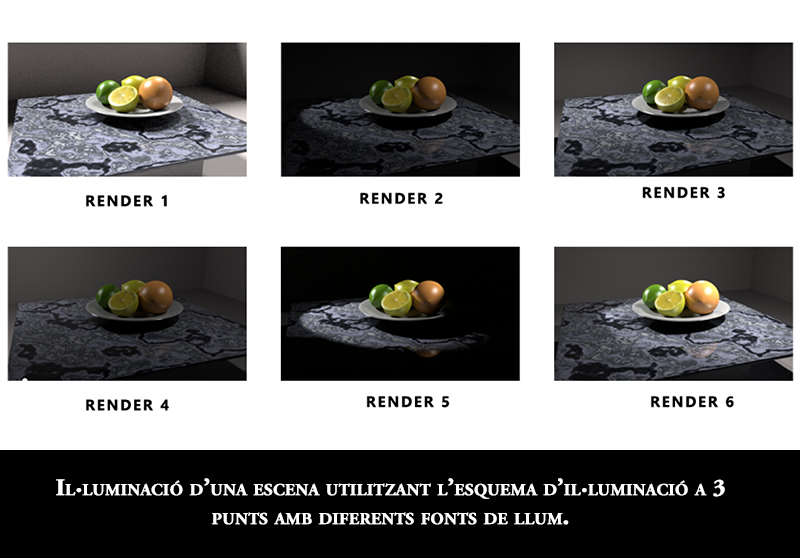 RENDER 1
RENDER 2
RENDER 3
RENDER 4
RENDER 5
RENDER 6
Il·luminació d’una escena utilitzant l’esquema d’il·luminació a 3
punts amb diferents fonts de llum.